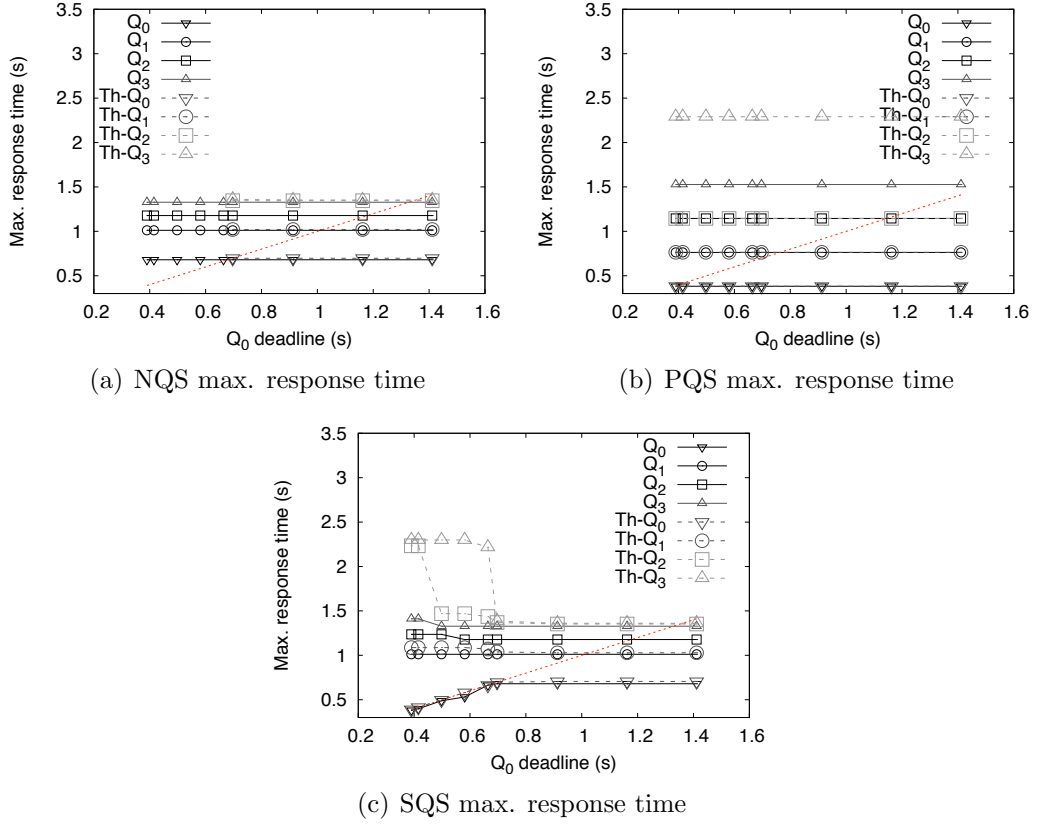 Max. response time (s)
3.5
3
2.5
2
1.5
1
0.5
0.2 0.4 0.6 0.8 1 1.2 1.4 1.6
Q0 deadline (s)
Q0
Q1
Q2
Q3
Th-Q0
Th-Q1
Th-Q2
Th-Q3
(a) NQS max. response time
Max. response time (s)
3.5
3
2.5
2
1.5
1
0.5
0.2 0.4 0.6 0.8 1 1.2 1.4 1.6
Q0 deadline (s)
Q0
Q1
Q2
Q3
Th-Q0
Th-Q1
Th-Q2
Th-Q3
(b) PQS max. response time
Max. response time (s)
3.5
3
2.5
2
1.5
1
0.5
0.2 0.4 0.6 0.8 1 1.2 1.4 1.6
Q0 deadline (s)
Q0
Q1
Q2
Q3
Th-Q0
Th-Q1
Th-Q2
Th-Q3
(c) SQS max. response time